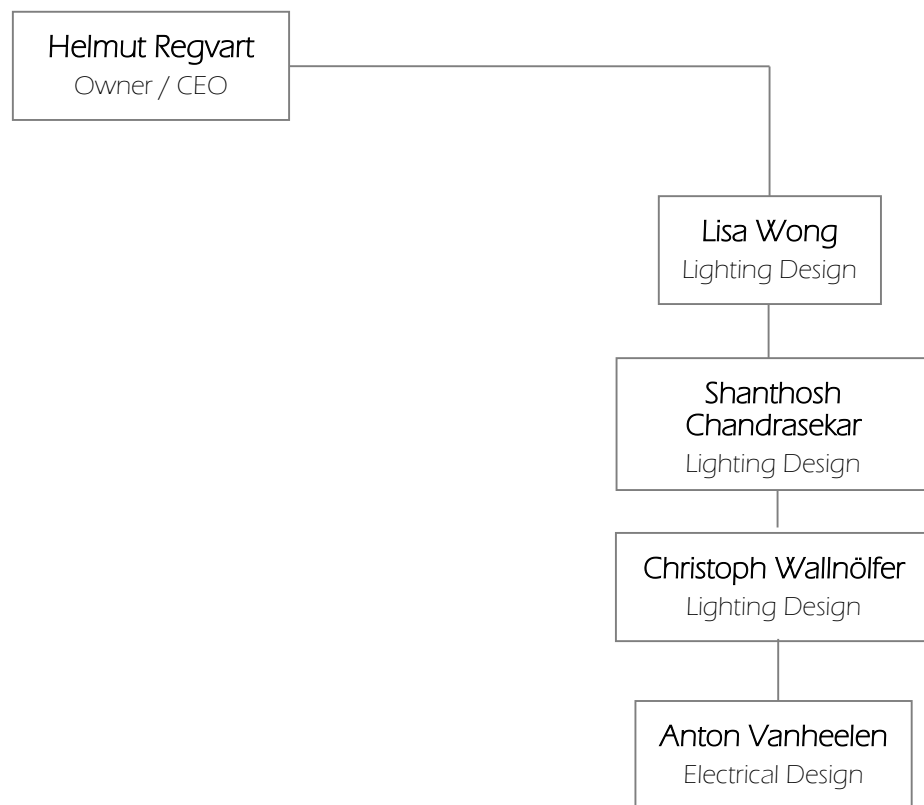 Helmut Regvart
Owner / CEO
Lisa Wong
Lighting Design
Shanthosh
Chandrasekar
Lighting Design
Christoph Wallnölfer
Lighting Design
Anton Vanheelen
Electrical Design